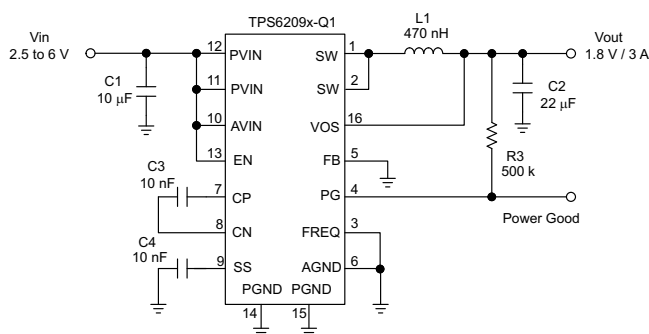 TPS6209x-Q1
Vin
2.5 to 6 V
C1
10 μF
12
PVIN
11
PVIN
10
AVIN
13
EN
C3
10 nF
7
CP
8
CN
C4
10 nF
9
SS
PGND
14
PGND
15
SW
1
SW
2
VOS
16
FB
5
PG
4
FREQ
3
AGND
6
L1
470 nH
Vout
1.8 V / 3 A
C2
22 μF
R3
500 k
Power Good